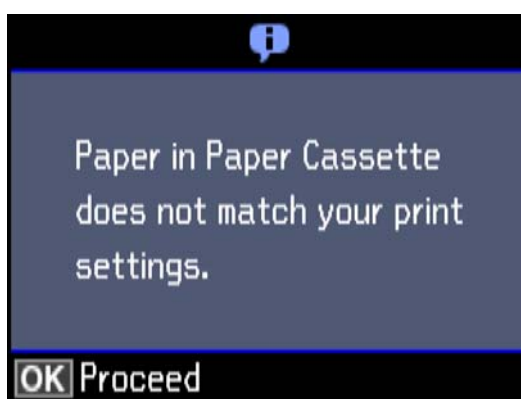 Paper in Paper Cassette
does not match your print
settings.
OK Proceed